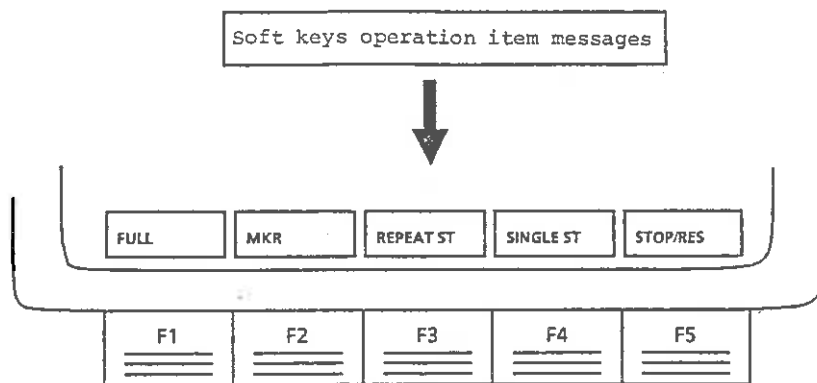 Soft keys operation item messages
FULL MKR REPEAT ST SINGLE ST STOP/RES
F1 F2 F3 F4 F5